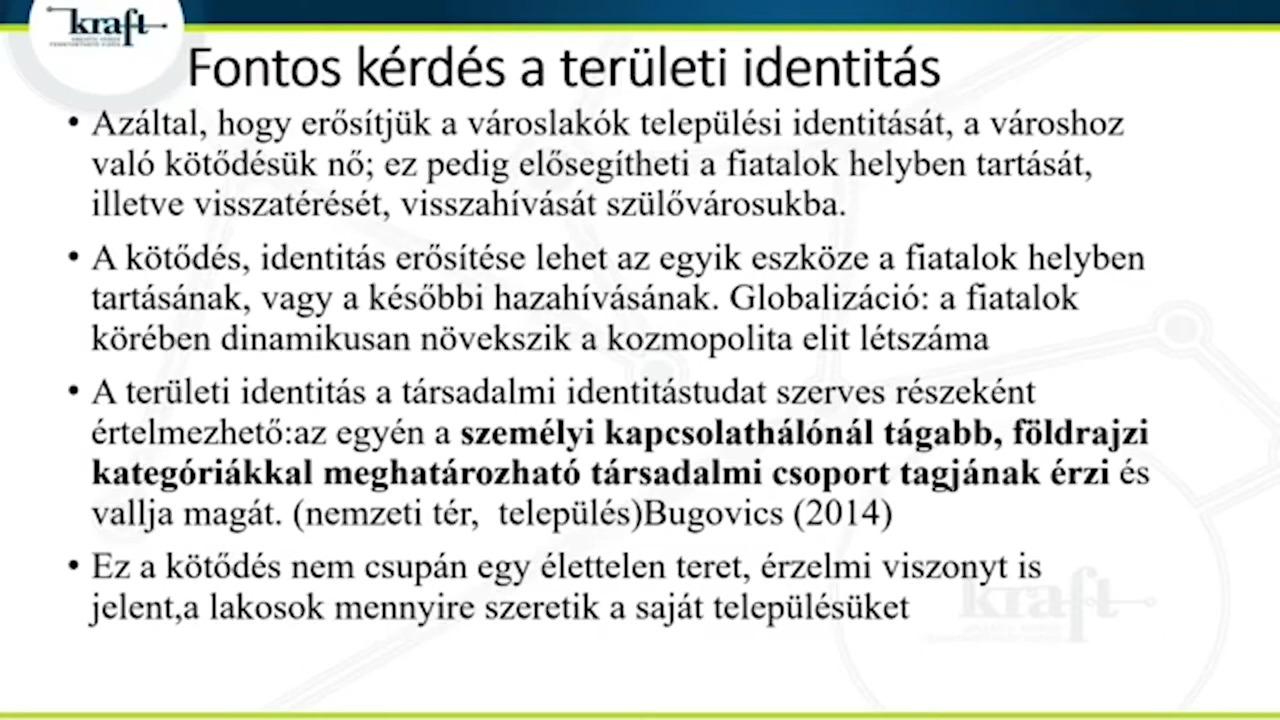 kraft
Fontos kérdés a területi identitás
• Azáltal, hogy erősítjük a városlakók települési identitását, a városhoz
való kötődésük nő; ez pedig elősegítheti a fiatalok helyben tartását,
illetve visszatérését, visszahívását szülővárosukba.
• A kötődés, identitás erősítése lehet az egyik eszköze a fiatalok helyben
tartásának, vagy a későbbi hazahívásának. Globalizáció: a fiatalok
körében dinamikusan növekszik a kozmopolita elit létszáma
• A területi identitás a társadalmi identitástudat szerves részeként
értelmezhető:az egyén a személyi kapcsolathálónál tágabb, földrajzi
kategóriákkal meghatározható társadalmi csoport tagjának érzi és
vallja magát. (nemzeti tér, település)Bugovics (2014)
• Ez a kötődés nem csupán egy élettelen teret, érzelmi viszonyt is
jelent,a lakosok mennyire szeretik a saját településüket
kraft